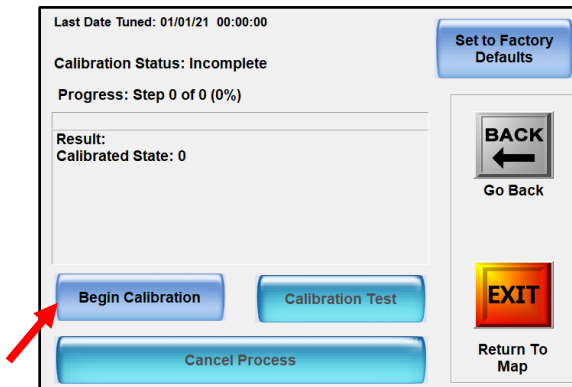 Last Date Tuned: 01/01/21 00:00:00
Set to Factory
Defaults
Calibration Status: Incomplete
Progress: Step 0 of 0 (0%)
Result:
Calibrated State: 0
BACK
Go Back
Begin Calibration
Calibration Test
EXIT
Cancel Process
Return To
Map